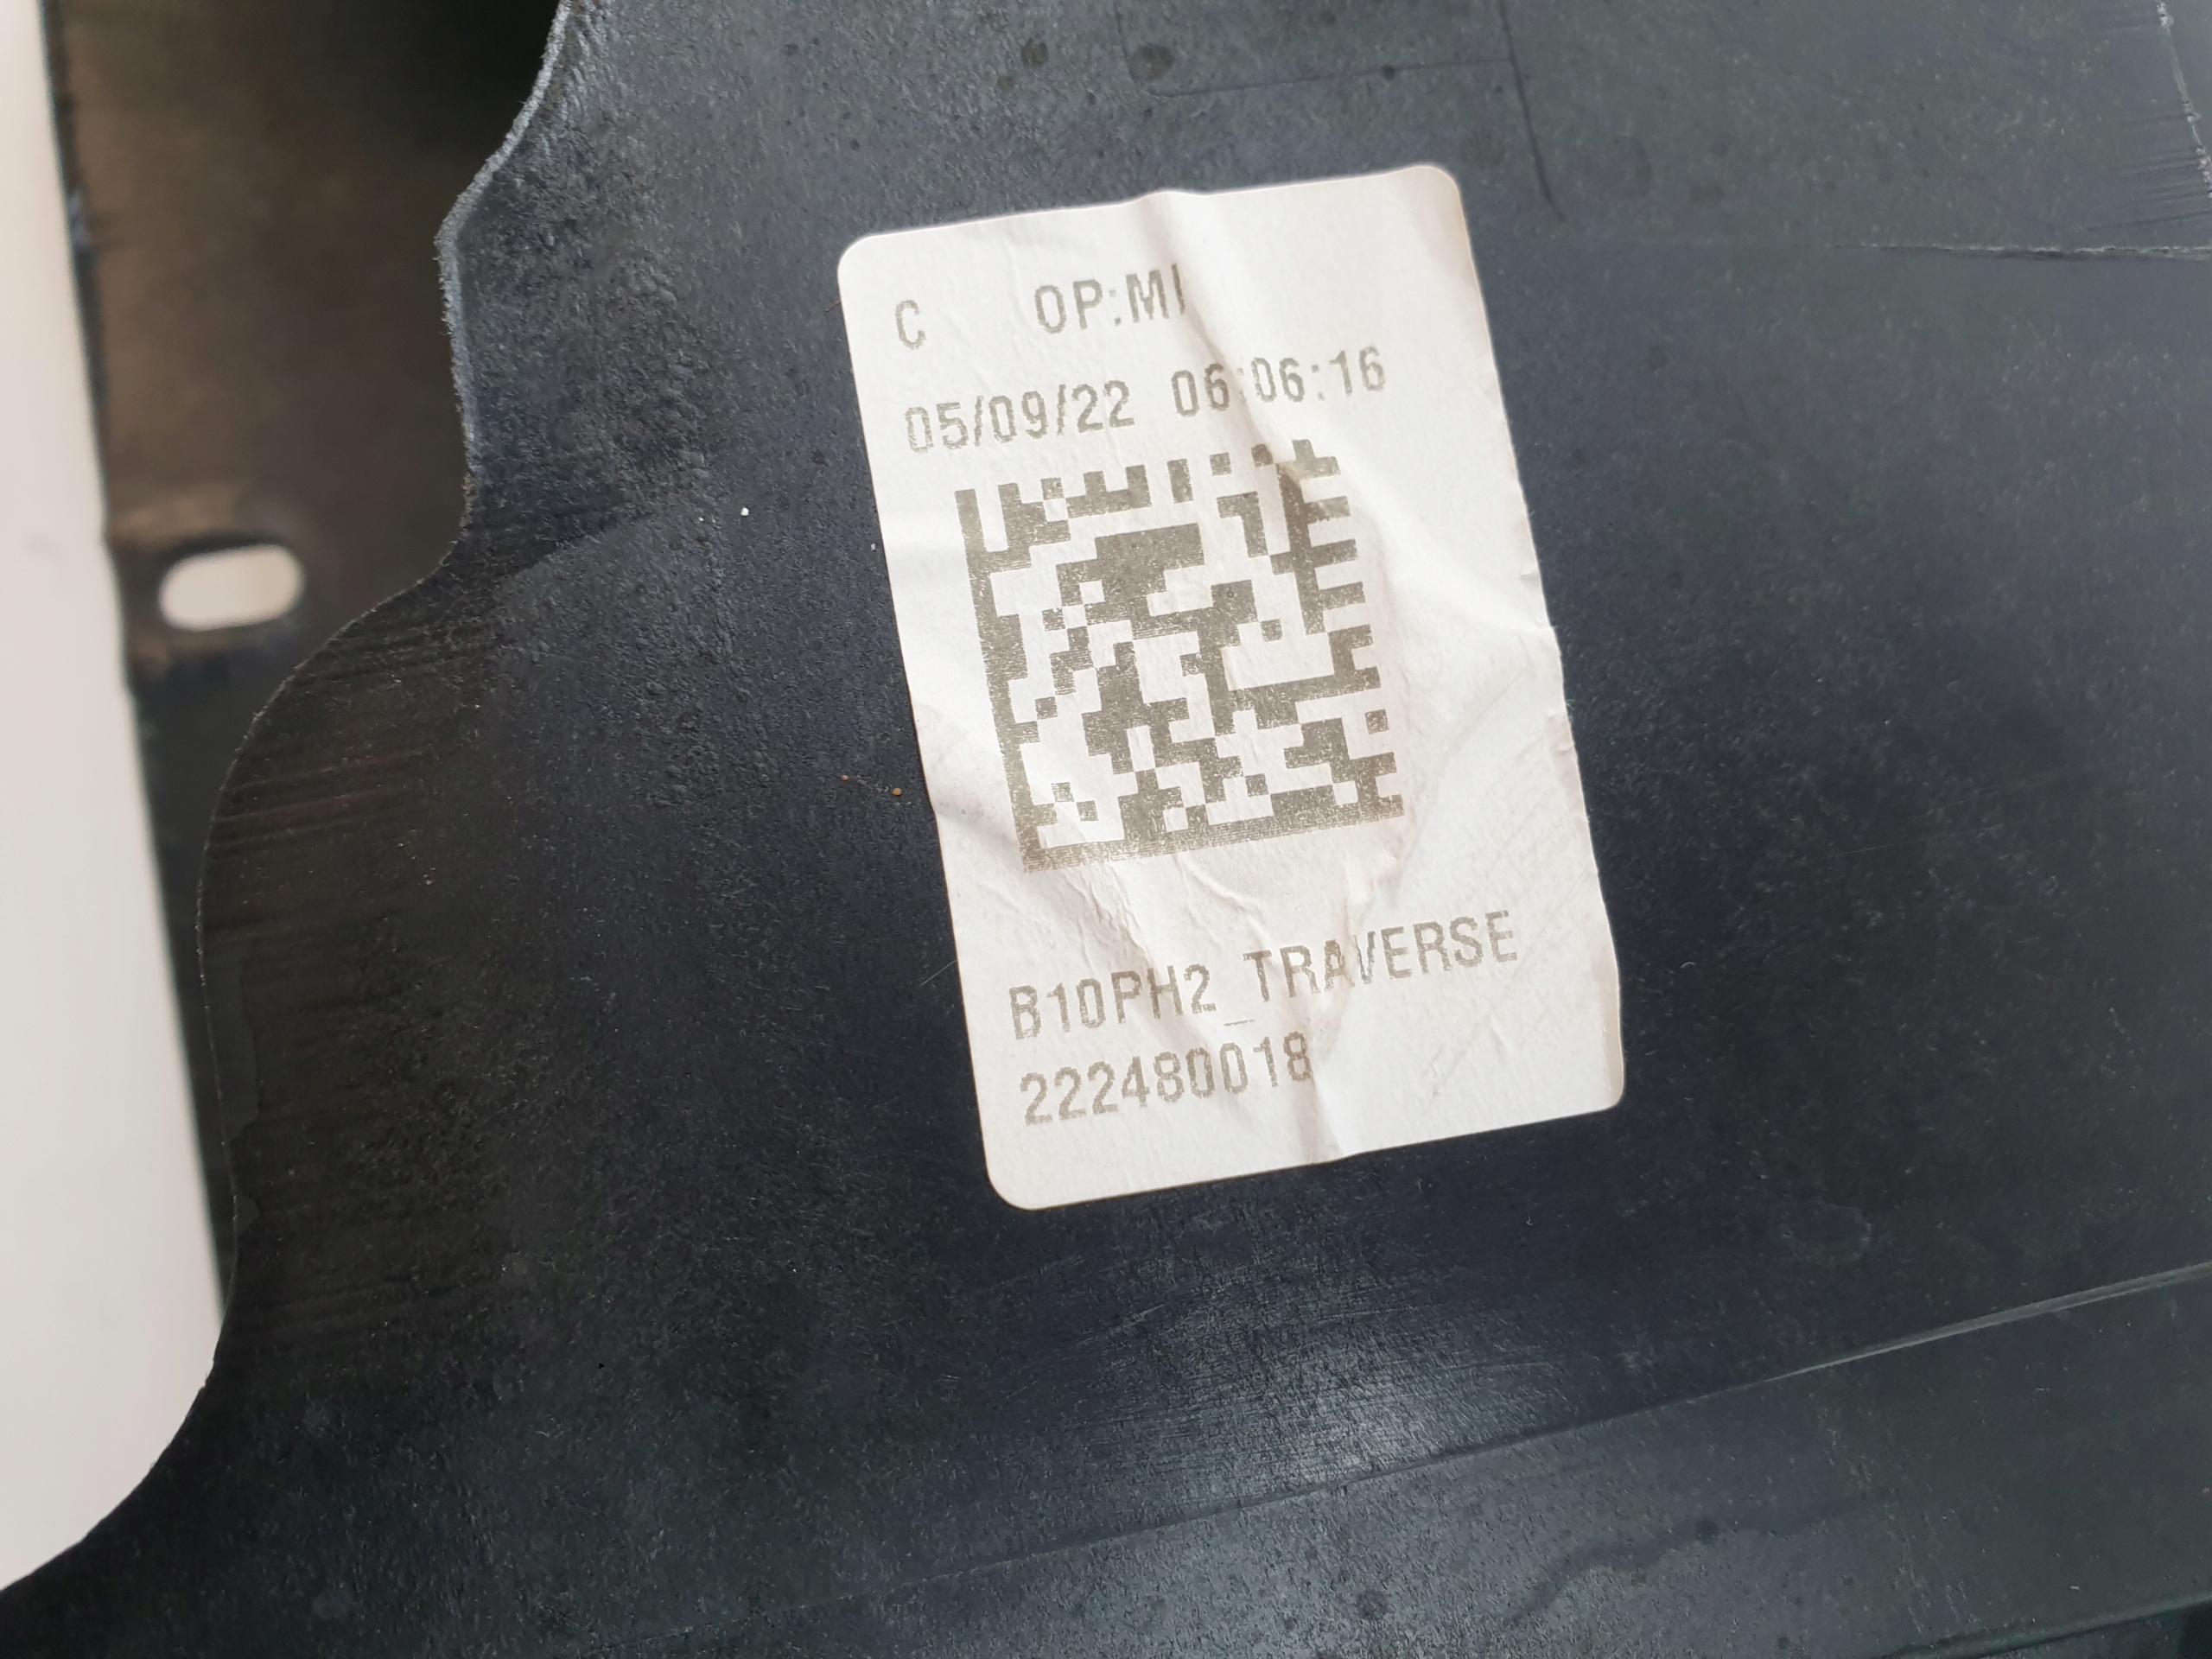 C OP:MI
05/09/22 06:06:16
B10PH2_TRAVERSE
222480018